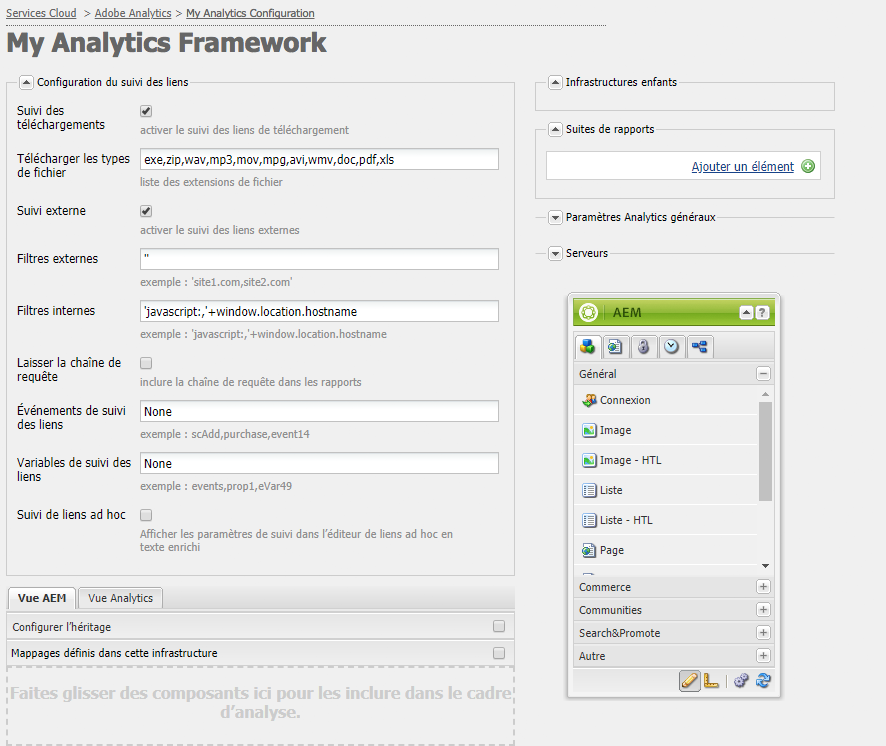 Services Cloud > Adobe Analytics > My Analytics Configuration
My Analytics Framework
Configuration du suivi des liens
Suivi des
téléchargements
activer le suivi des liens de téléchargement
Télécharger les types
de fichier
exe,zip,wav,mp3,mov,mpg,avi,wmv,doc,pdf,xls
liste des extensions de fichier
Suivi externe
activer le suivi des liens externes
Filtres externes
''
exemple : 'site1.com,site2.com'
Filtres internes
'javascript:,'+window.location.hostname
exemple : 'javascript:,'+window.location.hostname
Laisser la chaîne de
requête
inclure la chaîne de requête dans les rapports
Événements de suivi
des liens
None
exemple : scAdd,purchase,event14
Variables de suivi des
liens
None
exemple : events,prop1,eVar49
Suivi de liens ad hoc
Afficher les paramètres de suivi dans l'éditeur de liens ad hoc en
texte enrichi
Vue AEM
Vue Analytics
Configurer l'héritage
Mappages définis dans cette infrastructure
Faites glisser des composants ici pour les inclure dans le cadre
d'analyse.
Infrastructures enfants
Suites de rapports
Ajouter un élément
Paramètres Analytics généraux
Serveurs
AEM
?
Général
Connexion
Image
Image - HTL
Liste
Liste - HTL
Page
Commerce
Communities
Search&Promote
Autre